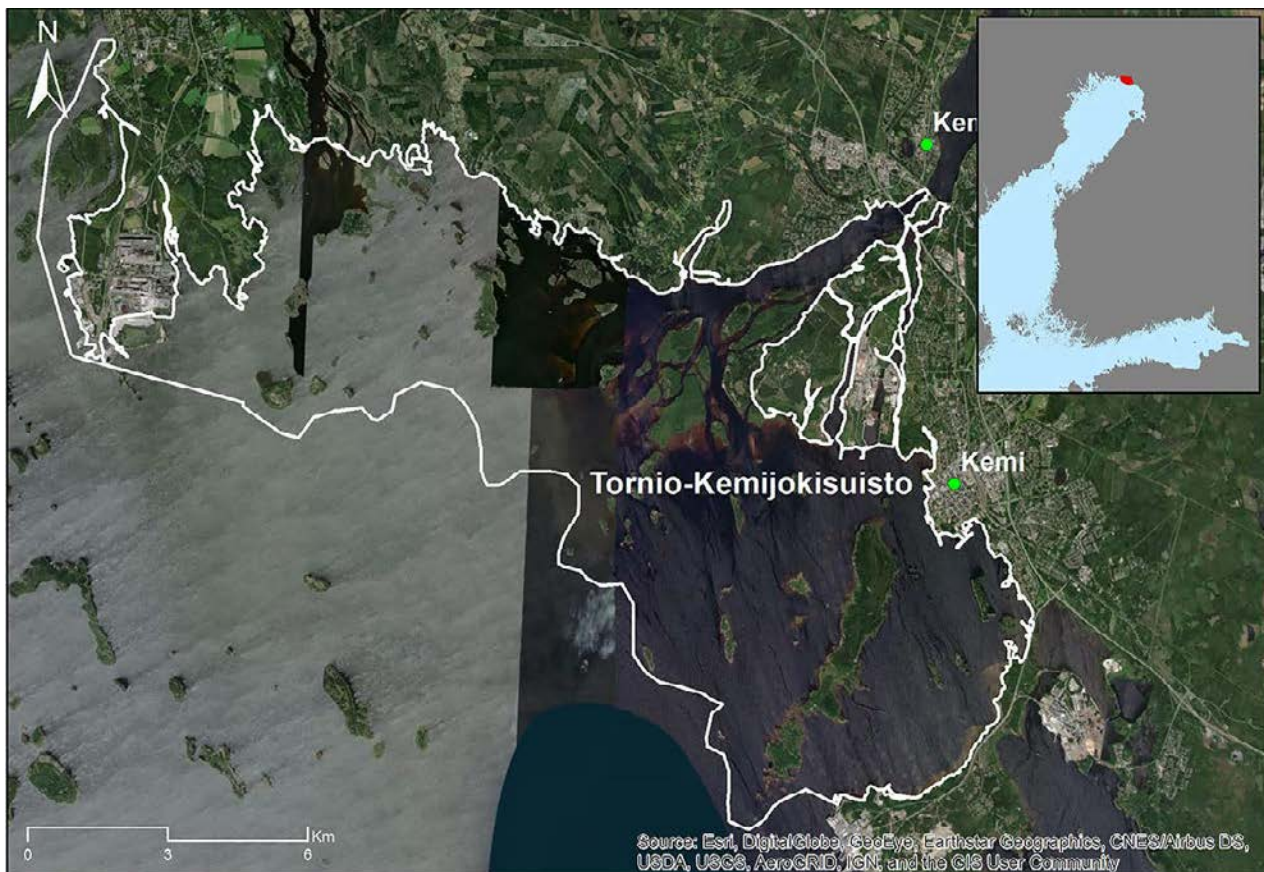 N
Ken
Kemi
Tornio-Kemijokisuisto
Km
0 3 6
Source: Esri, DigitalGlobe, GeoEye, Earthstar Geographics, CNES/Airbus DS,
USDA, USGS, AeroGRID, IGN, and the GIS User Community